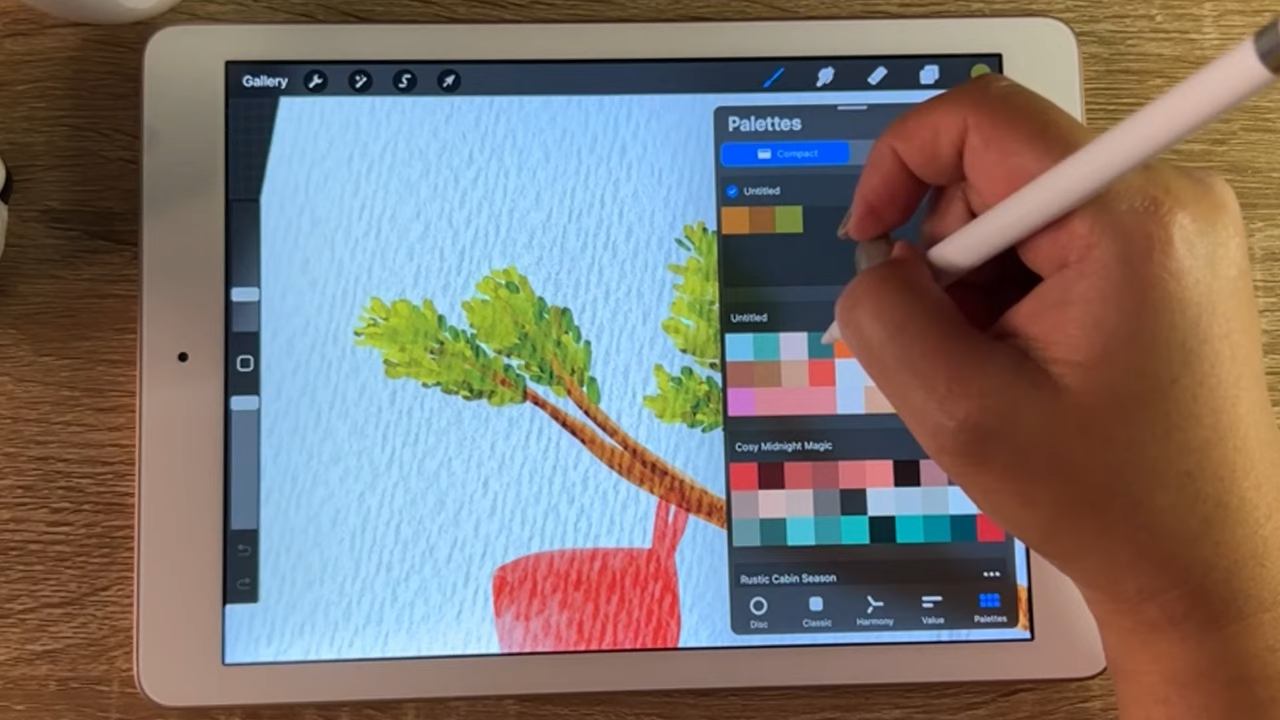 Gallery
Palettes
Compact
Untitled
Untitled
Cosy Midnight Magic
Rustic Cabin Season
Disc
Classic
Harmony
Value
Palettes